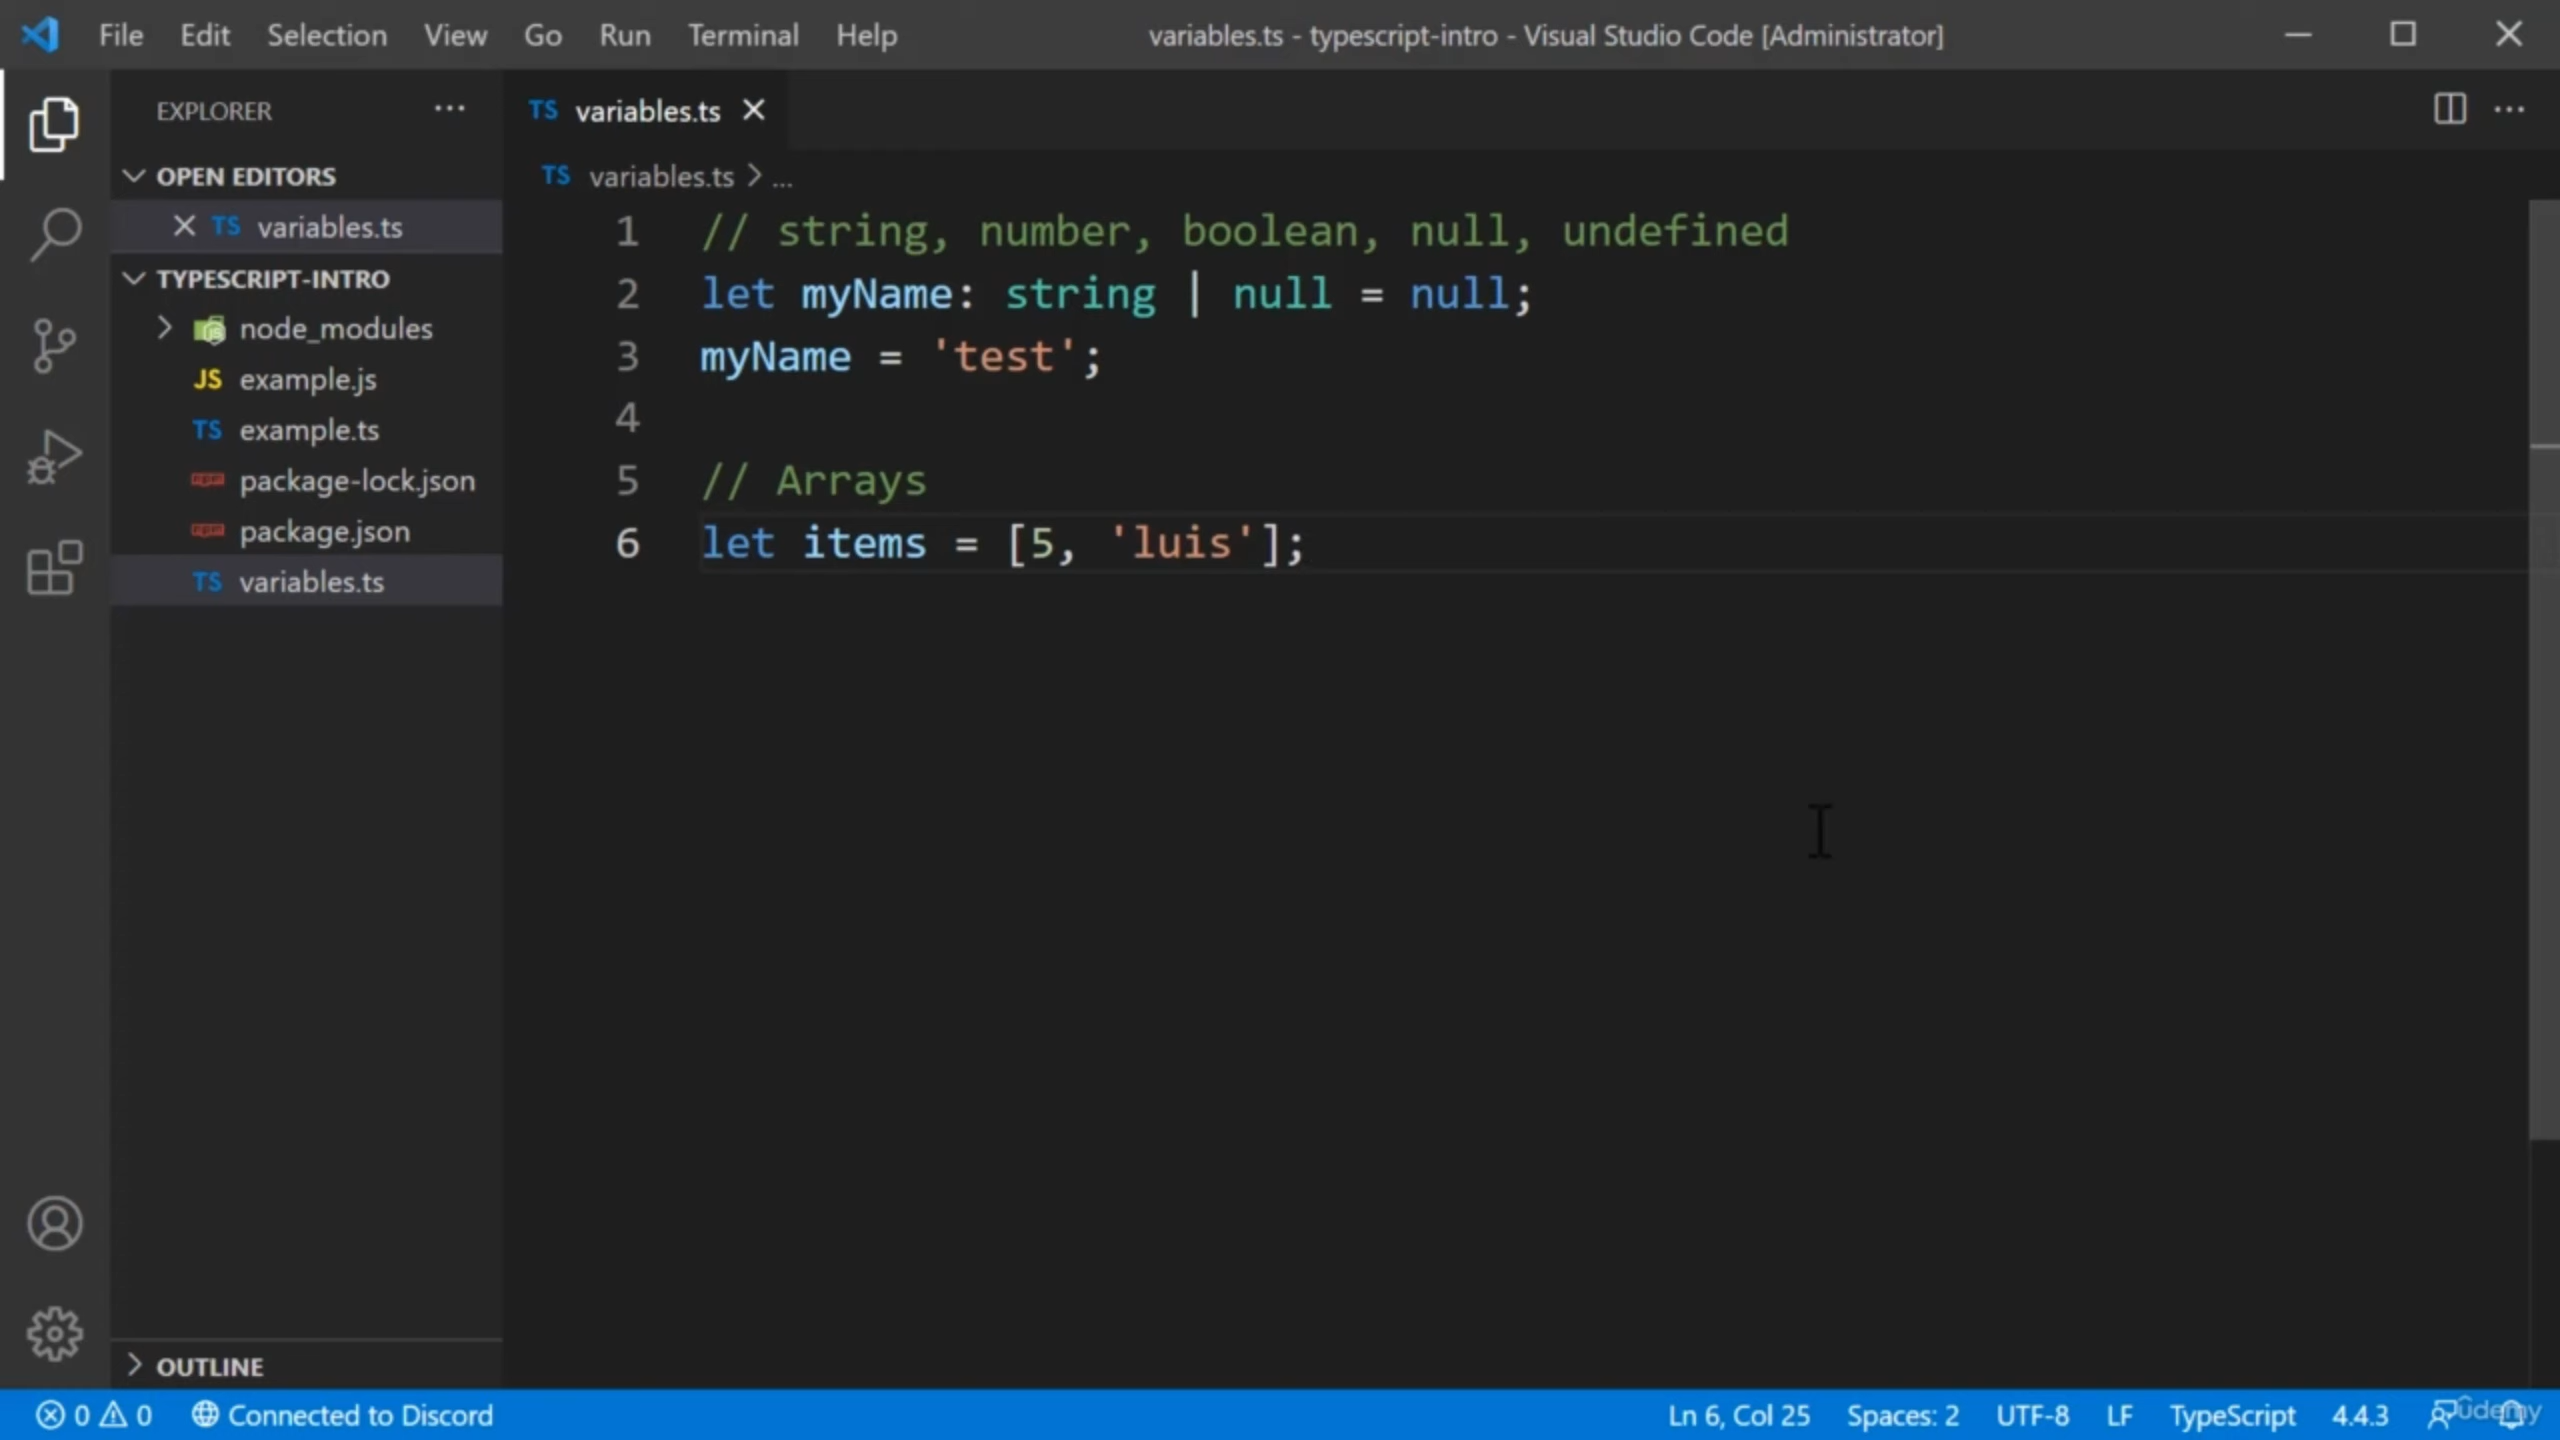 File Edit Selection View Go Run Terminal Help variables.ts - typescript-intro - Visual Studio Code [Administrator]
EXPLORER ···
OPEN EDITORS
TS variables.ts
TYPESCRIPT-INTRO
node_modules
JS example.js
TS example.ts
package-lock.json
package.json
TS variables.ts
OUTLINE
TS variables.ts
TS variables.ts > ...
1 // string, number, boolean, null, undefined
2 let myName: string | null = null;
3 myName = 'test';
4
5 // Arrays
6 let items = [5, 'luis'];
0 0 Connected to Discord Ln 6, Col 25 Spaces: 2 UTF-8 LF TypeScript 4.4.3
ûdemy